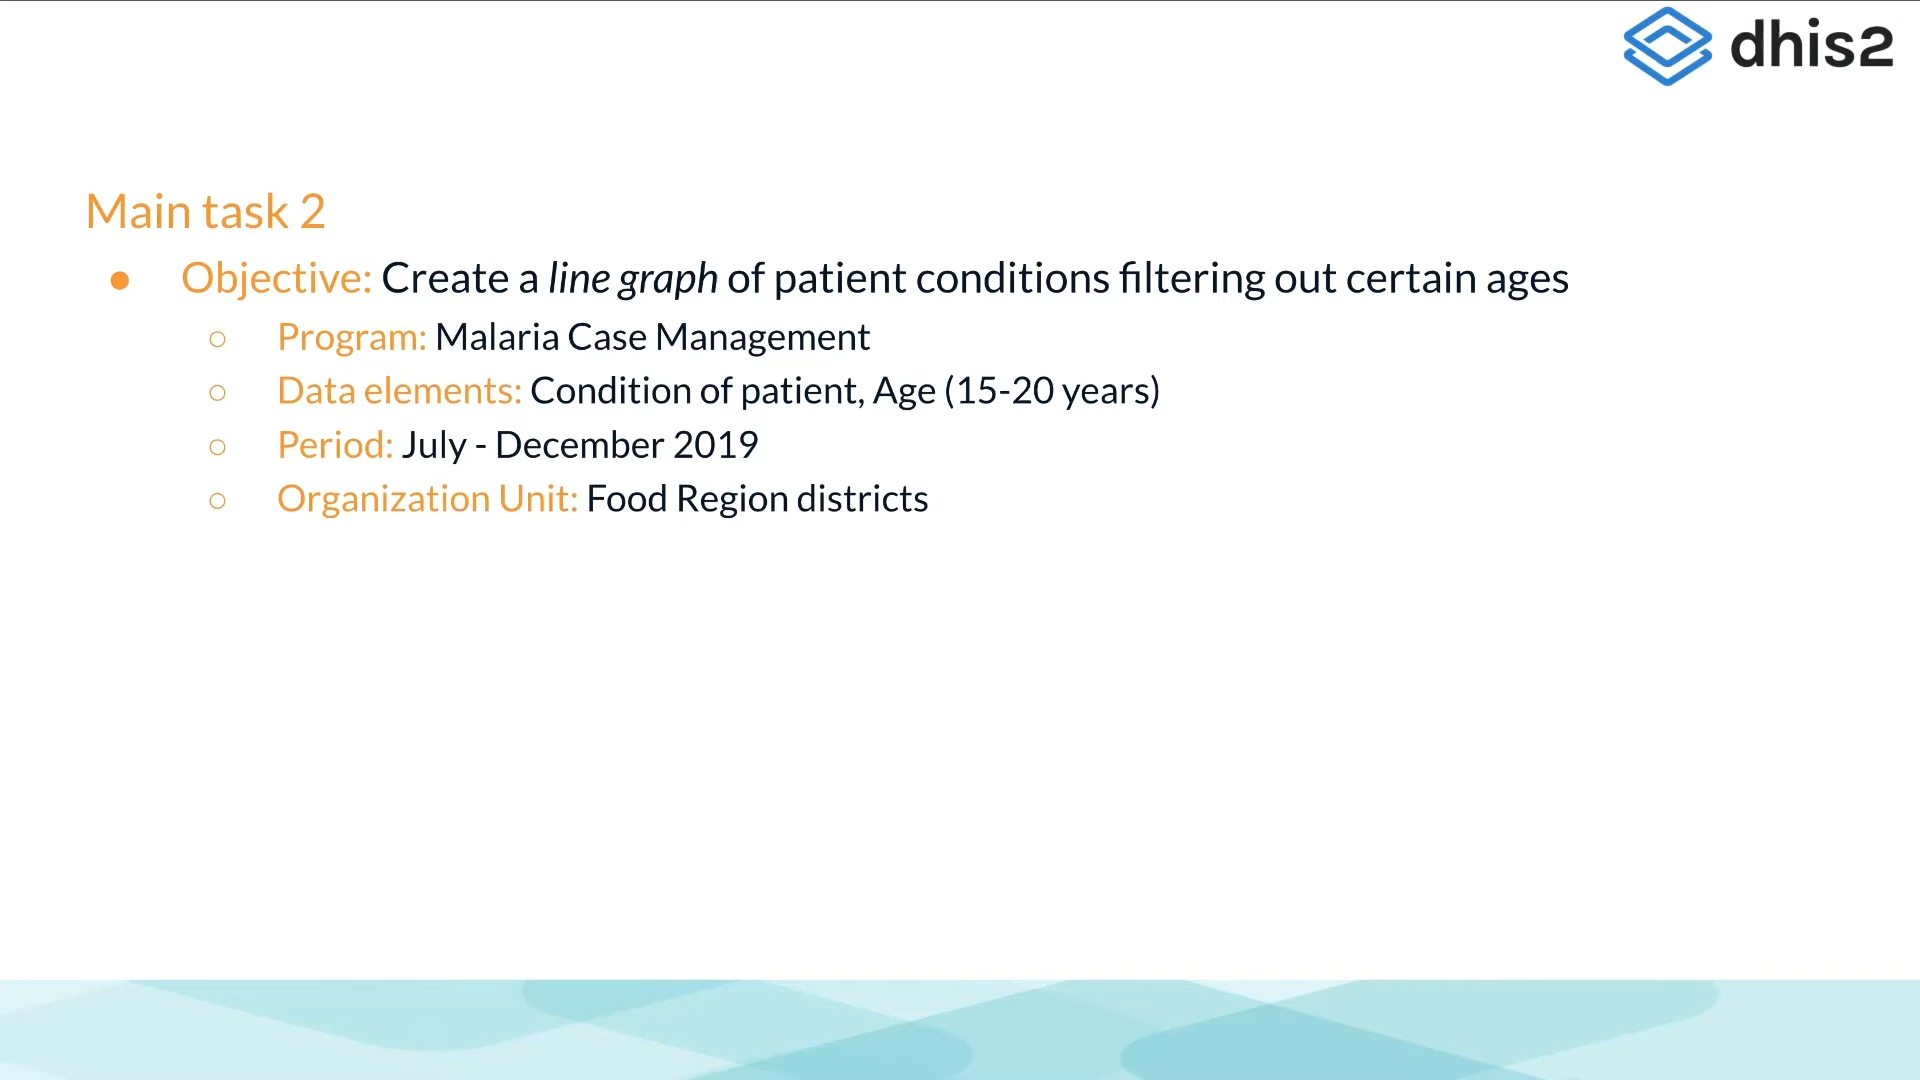 dhis2
Main task 2
● Objective: Create a line graph of patient conditions filtering out certain ages
○ Program: Malaria Case Management
○ Data elements: Condition of patient, Age (15-20 years)
○ Period: July - December 2019
○ Organization Unit: Food Region districts